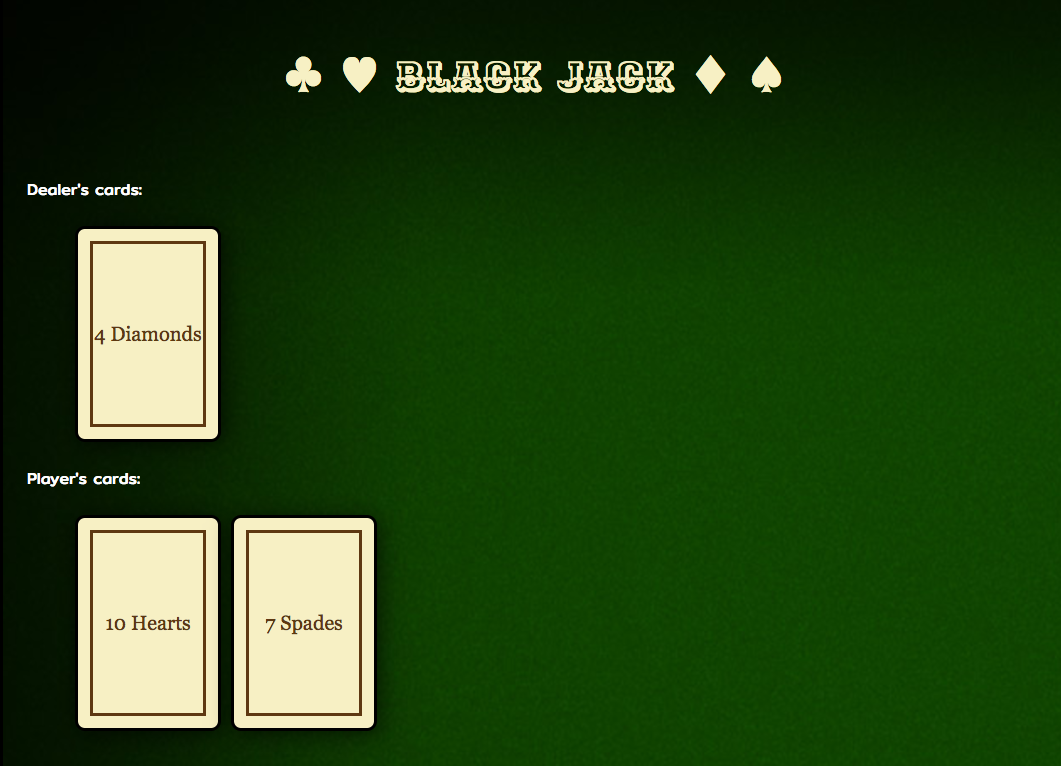 ♣ ♥ BLACK JACK ♦ ♠
Dealer's cards:
4 Diamonds
Player's cards:
10 Hearts
7 Spades